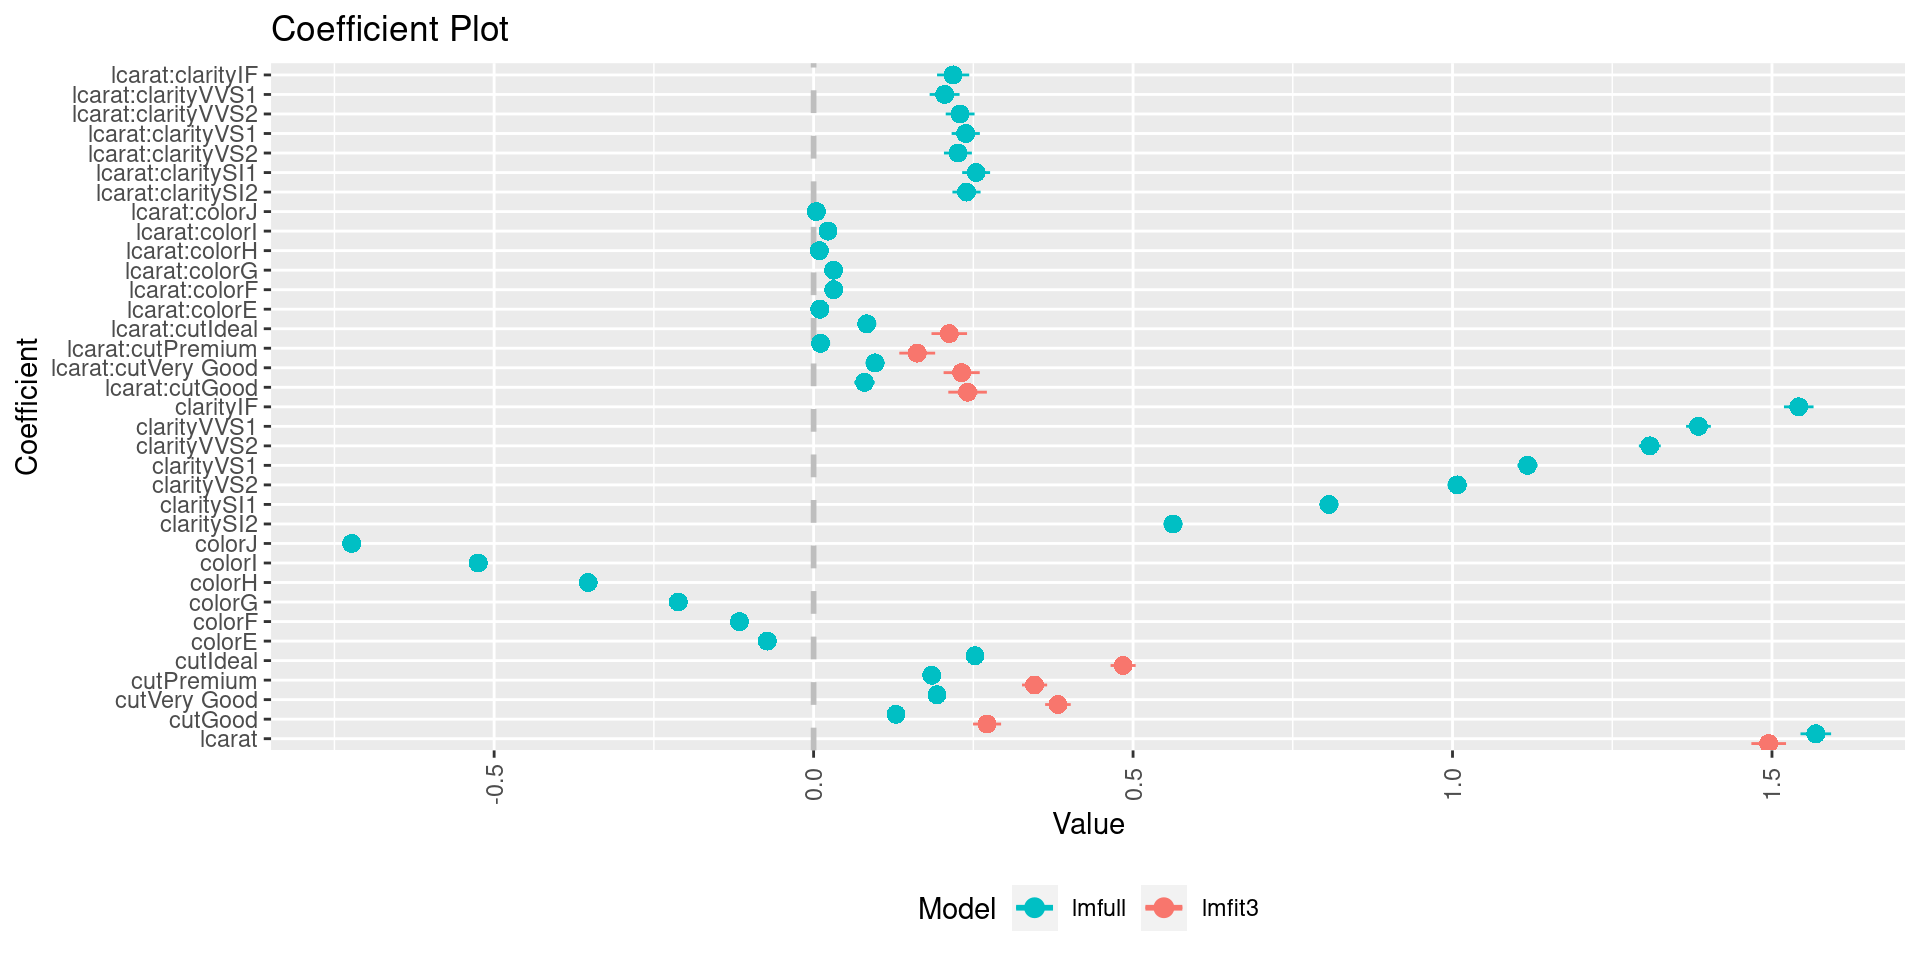 Coefficient Plot
lcarat:clarityIF
lcarat:clarityVVS1
lcarat:clarityVVS2
lcarat:clarityVS1
lcarat:clarityVS2
lcarat:claritySI1
lcarat:claritySI2
lcarat:colorJ
lcarat:colorI
lcarat:colorH
lcarat:colorG
lcarat:colorF
lcarat:colorE
lcarat:cutIdeal
lcarat:cutPremium
lcarat:cutVery Good
lcarat:cutGood
clarityIF
clarityVVS1
clarityVVS2
clarityVS1
clarityVS2
claritySI1
claritySI2
colorJ
colorI
colorH
colorG
colorF
colorE
cutIdeal
cutPremium
cutVery Good
cutGood
lcarat
Coefficient
-0.5
0.0
0.5
1.0
1.5
Value
Model lmfull lmfit3